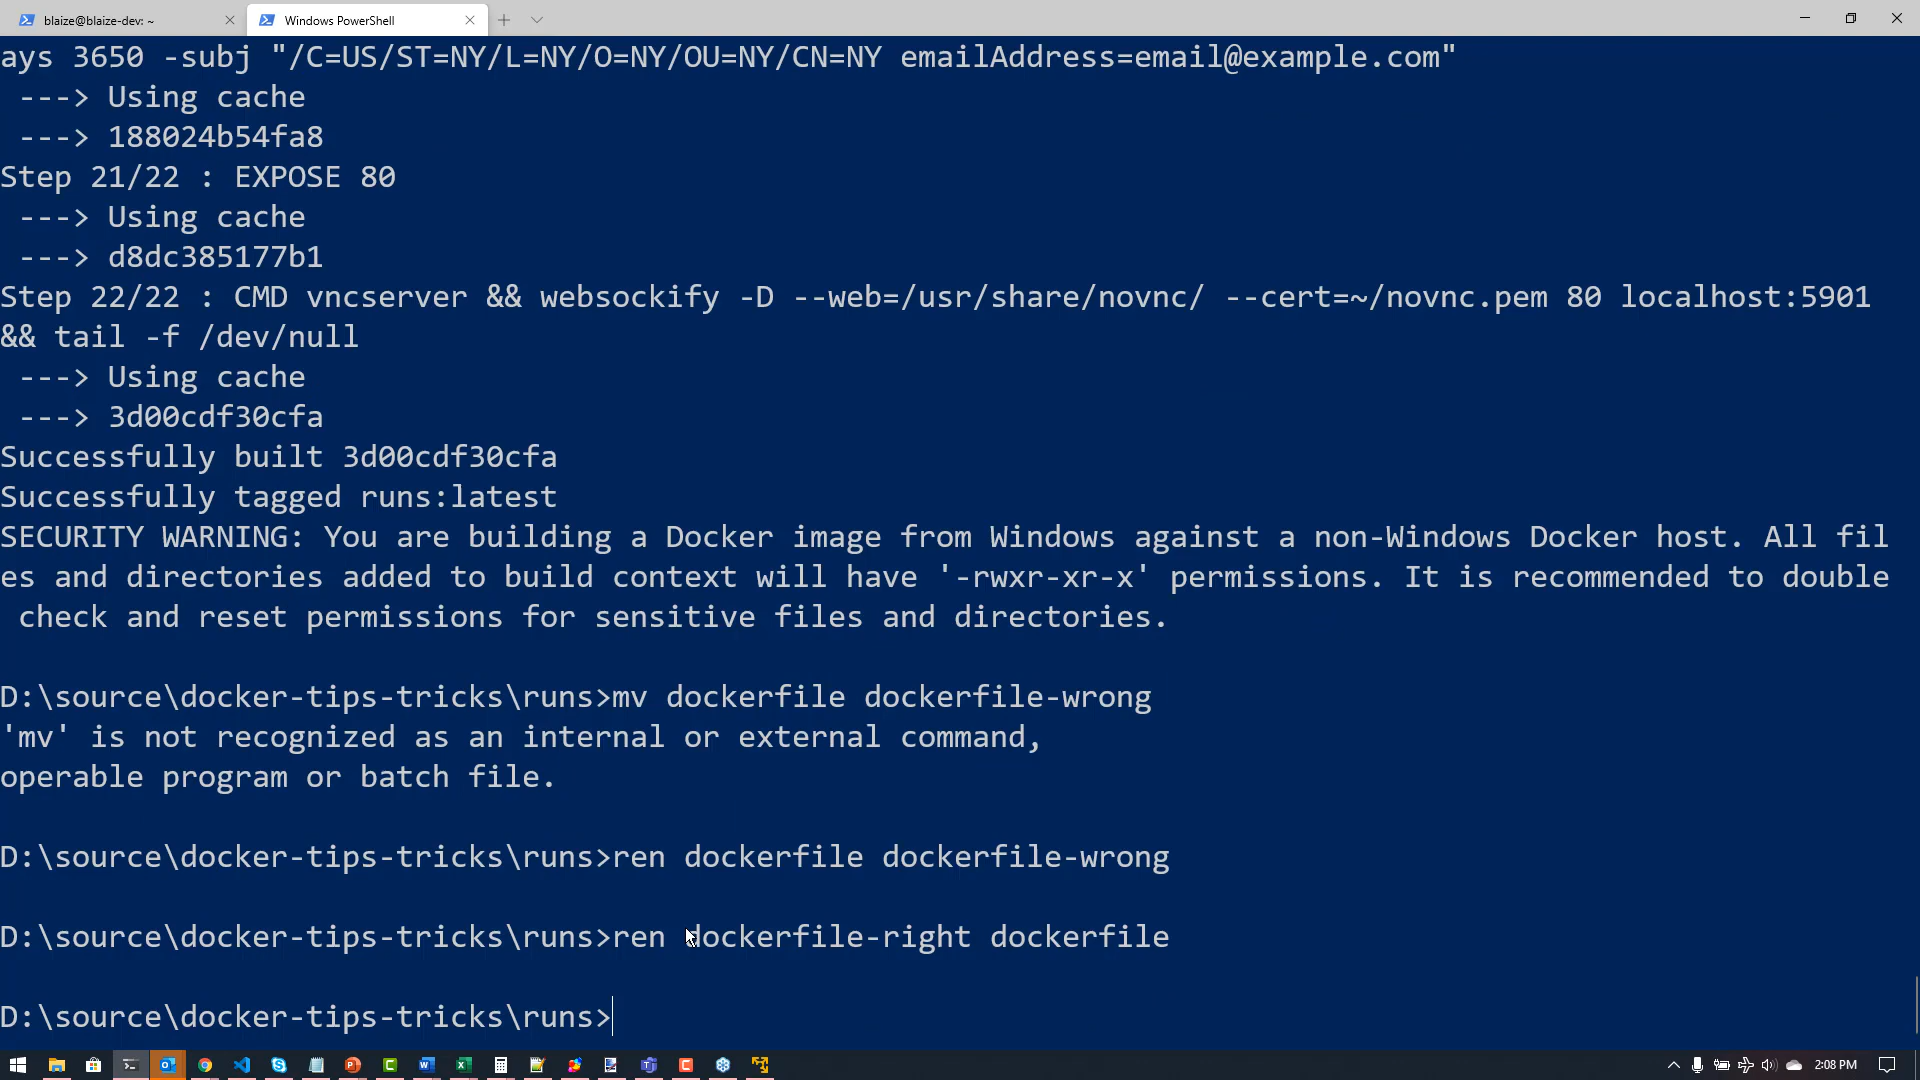 blaize@blaize-dev: ~
Windows PowerShell
ays 3650 -subj "/C=US/ST=NY/L=NY/O=NY/OU=NY/CN=NY emailAddress=email@example.com"
---> Using cache
---> 188024b54fa8
Step 21/22 : EXPOSE 80
---> Using cache
---> d8dc385177b1
Step 22/22 : CMD vncserver && websockify -D --web=/usr/share/novnc/ --cert=~/novnc.pem 80 localhost:5901
&& tail -f /dev/null
---> Using cache
---> 3d00cdf30cfa
Successfully built 3d00cdf30cfa
Successfully tagged runs:latest
SECURITY WARNING: You are building a Docker image from Windows against a non-Windows Docker host. All fil
es and directories added to build context will have '-rwxr-xr-x' permissions. It is recommended to double
check and reset permissions for sensitive files and directories.
D:\source\docker-tips-tricks\runs>mv dockerfile dockerfile-wrong
'mv' is not recognized as an internal or external command,
operable program or batch file.
D:\source\docker-tips-tricks\runs>ren dockerfile dockerfile-wrong
D:\source\docker-tips-tricks\runs>ren dockerfile-right dockerfile
D:\source\docker-tips-tricks\runs>
2:08 PM